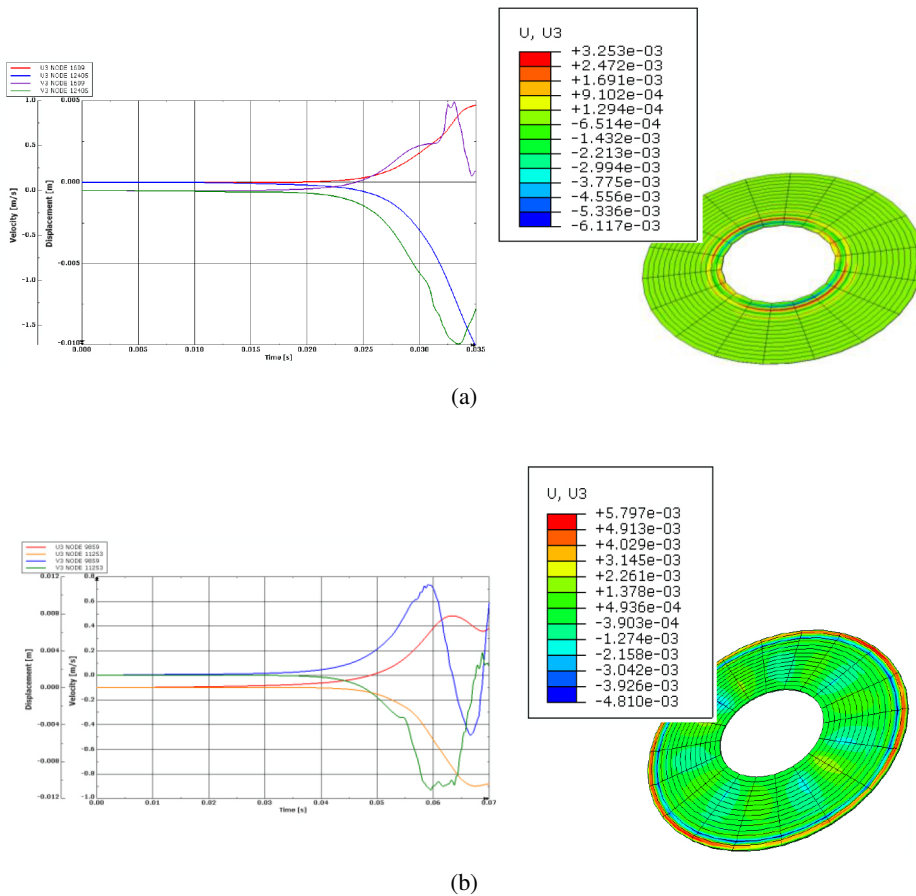 U3 NODE 1609
U3 NODE 12405
V3 NODE 1609
V3 NODE 12405
1.0
0.5
0.0
-0.5
1.0
-1.5
Velocity [m/s]
0.005
0.000
-0.005
-0.010
Displacement [m]
0.000
0.005
0.010
0.015
0.020
0.025
0.030
0.035
Time [s]
U, U3
+3.253e-03
+2.472e-03
+1.691e-03
+9.102e-04
+1.294e-04
-6.514e-04
-1.432e-03
-2.213e-03
-2.994e-03
-3.775e-03
-4.556e-03
-5.336e-03
-6.117e-03
(a)
U3 NODE 9859
U3 NODE 11253
V3 NODE 9859
V3 NODE 11253
0.012
0.008
0.004
0.000
-0.004
-0.008
-0.012
Displacement [m]
0.8
0.6
0.4
0.2
0.0
-0.2
-0.4
-0.6
-0.8
-1.0
Velocity [m/s]
0.00
0.01
0.02
0.03
0.04
0.05
0.06
0.07
Time [s]
U, U3
+5.797e-03
+4.913e-03
+4.029e-03
+3.145e-03
+2.261e-03
+1.378e-03
+4.936e-04
-3.903e-04
-1.274e-03
-2.158e-03
-3.042e-03
-3.926e-03
-4.810e-03
(b)